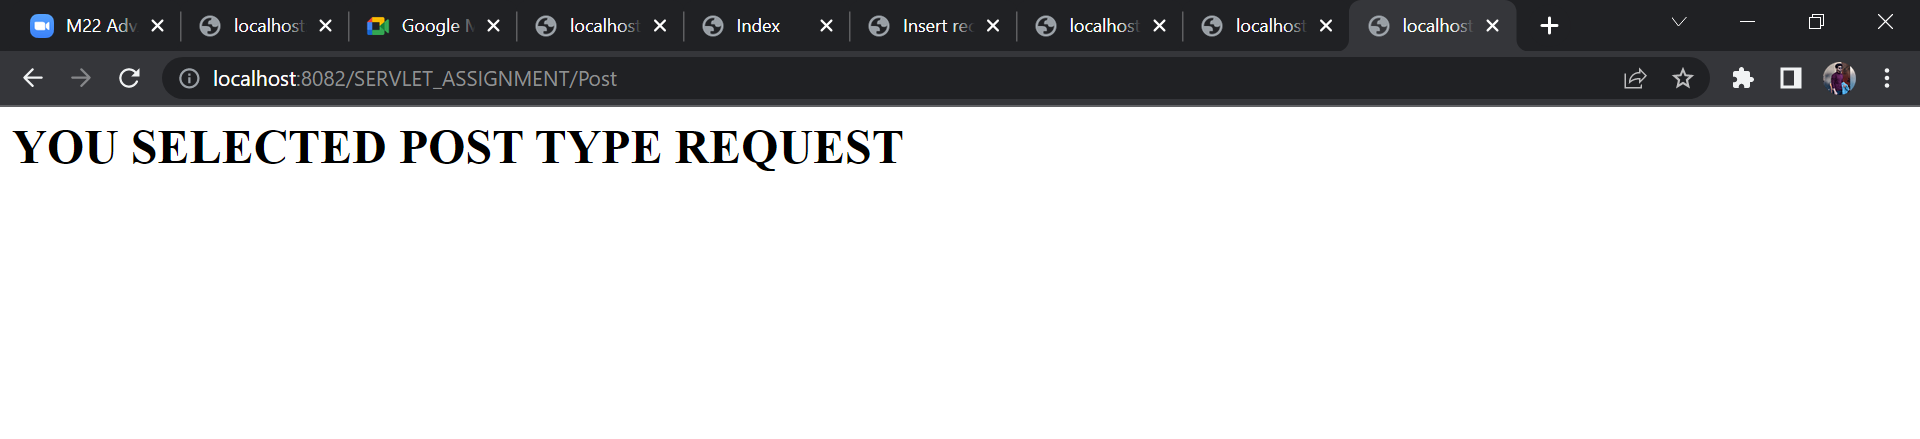 M22 Adv
localhost
Google M
localhost
Index
Insert rec
localhost
localhost
localhost
localhost:8082/SERVLET_ASSIGNMENT/Post
YOU SELECTED POST TYPE REQUEST